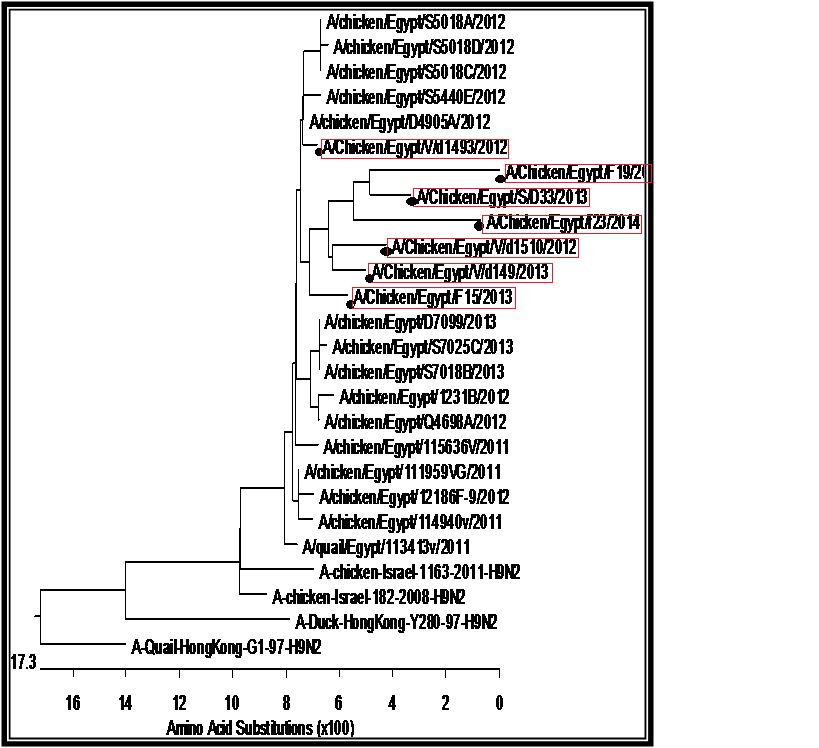 A/chicken/Egypt/S5018A/2012
A/chicken/Egypt/S5018D/2012
A/chicken/Egypt/S5018C/2012
A/chicken/Egypt/S5440E/2012
A/chicken/Egypt/D4905A/2012
A/chicken/Egypt/V/d1493/2012
A/Chicken/Egypt/F19/20
A/Chicken/Egypt/S/D33/2013
A/Chicken/Egypt/f23/2014
A/Chicken/Egypt/V/d1510/2012
A/Chicken/Egypt/V/d149/2013
A/Chicken/Egypt/F15/2013
A/chicken/Egypt/D7099/2013
A/chicken/Egypt/S7025C/2013
A/chicken/Egypt/S7018B/2013
A/chicken/Egypt/1231B/2012
A/chicken/Egypt/Q4698A/2012
A/chicken/Egypt/115636V/2011
A/chicken/Egypt/111959VG/2011
A/chicken/Egypt/12186F-9/2012
A/chicken/Egypt/114940v/2011
A/quail/Egypt/113413v/2011
A-chicken-Israel-1163-2011-H9N2
A-chicken-Israel-182-2008-H9N2
A-Duck-HongKong-Y280-97-H9N2
A-Quail-HongKong-G1-97-H9N2
17.3
16 14 12 10 8 6 4 2 0
Amino Acid Substitutions (x100)